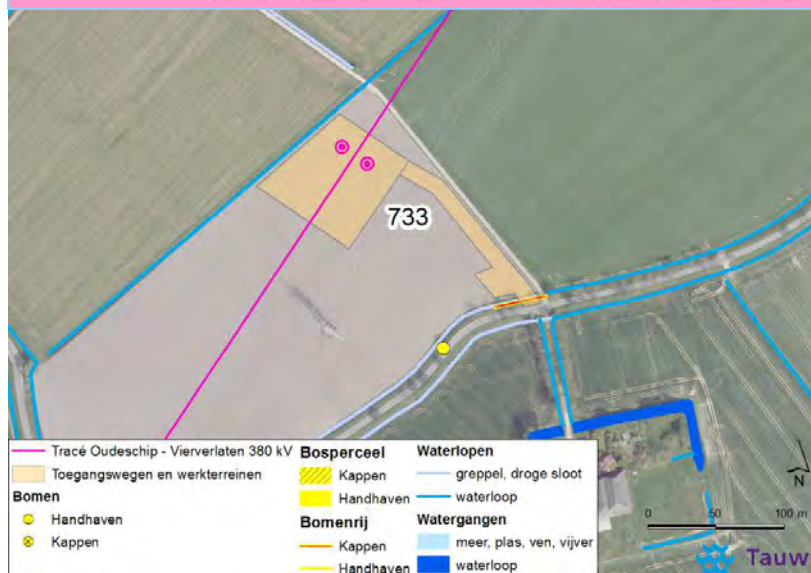 733
Tracé Oudeschip - Vierverlaten 380 kV
Toegangswegen en werkterreinen
Bomen
Handhaven
Kappen
Bosperceel
Kappen
Handhaven
Bomenrij
Kappen
Handhaven
Waterlopen
greppel, droge sloot
waterloop
Watergangen
meer, plas, ven, vijver
waterloop
N
0 50 100 m
Tauw